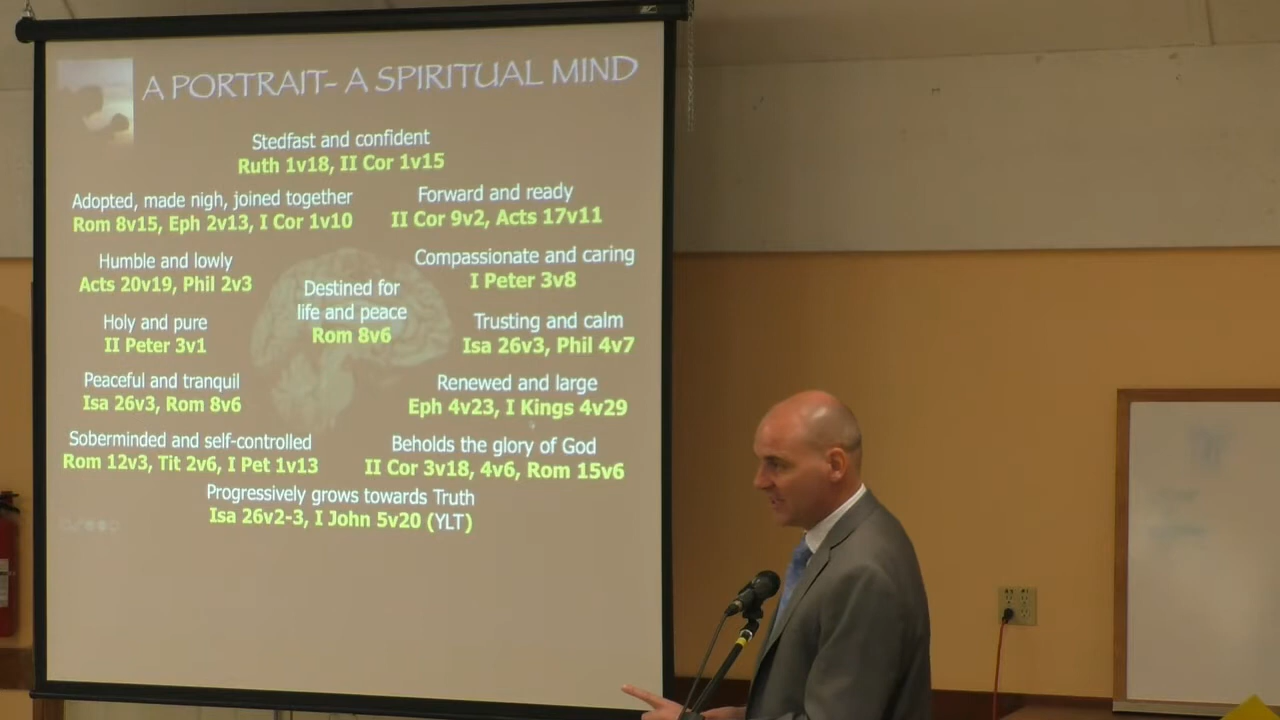 A PORTRAIT- A SPIRITUAL MIND
Stedfast and confident
Ruth 1v18, II Cor 1v15
Adopted, made nigh, joined together
Rom 8v15, Eph 2v13, I Cor 1v10
Forward and ready
II Cor 9v2, Acts 17v11
Humble and lowly
Acts 20v19, Phil 2v3
Compassionate and caring
I Peter 3v8
Destined for
life and peace
Rom 8v6
Holy and pure
II Peter 3v1
Trusting and calm
Isa 26v3, Phil 4v7
Peaceful and tranquil
Isa 26v3, Rom 8v6
Renewed and large
Eph 4v23, I Kings 4v29
Soberminded and self-controlled
Rom 12v3, Tit 2v6, I Pet 1v13
Beholds the glory of God
II Cor 3v18, 4v6, Rom 15v6
Progressively grows towards Truth
Isa 26v2-3, I John 5v20 (YLT)